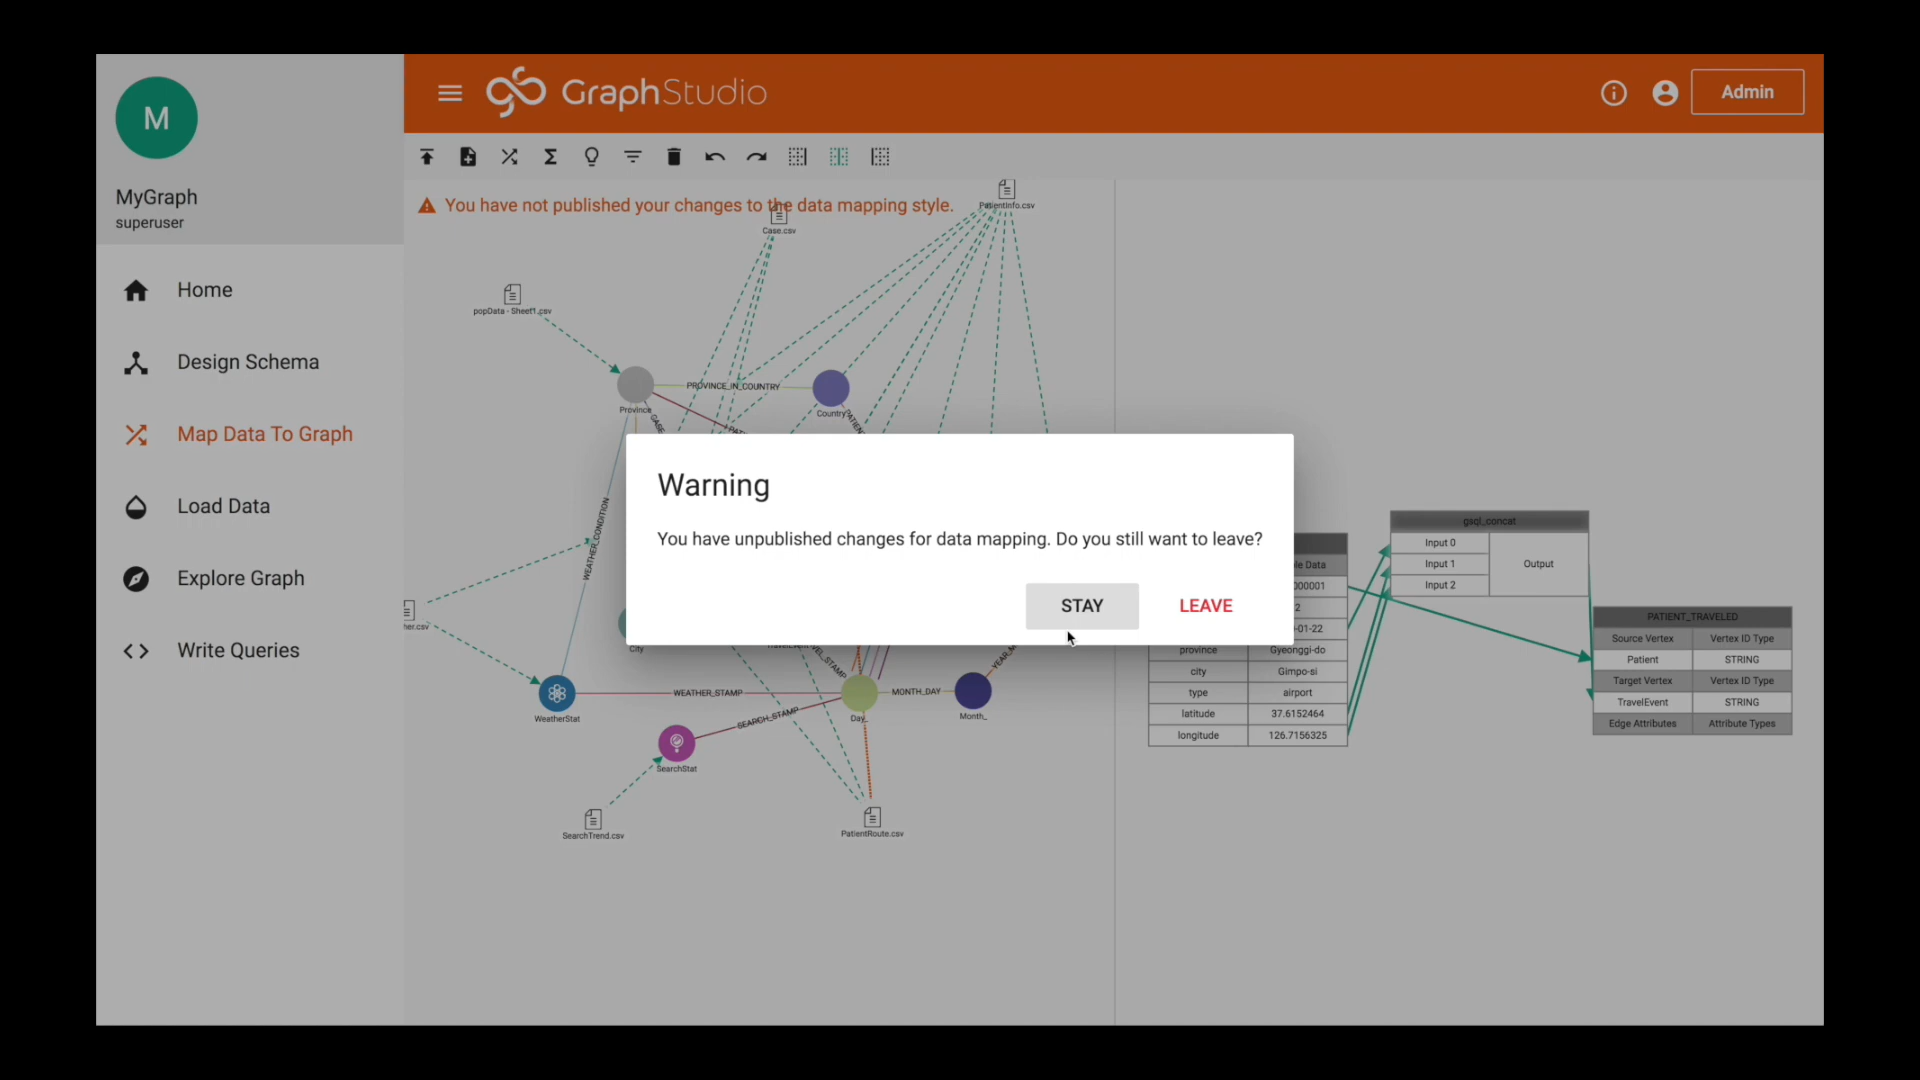 M
MyGraph
superuser
Home
Design Schema
Map Data To Graph
Load Data
Explore Graph
Write Queries
GraphStudio
Admin
You have not published your changes to the data mapping style.
PatientInfo.csv
Case.csv
popData - Sheet1.csv
Province
PROVINCE_IN_COUNTRY
Country
WEATHER_CONDITION
Warning
You have unpublished changes for data mapping. Do you still want to leave?
STAY
LEAVE
City
WeatherStat
WEATHER_STAMP
SEARCH_STAMP
Day_
MONTH_DAY
Month_
SearchStat
SearchTrend.csv
PatientRoute.csv
province Gyeonggi-do
city Gimpo-si
type airport
latitude 37.6152464
longitude 126.7156325
gsql_concat
Input 0
Input 1
Input 2
Output
PATIENT_TRAVELED
Source Vertex Vertex ID Type
Patient STRING
Target Vertex Vertex ID Type
TravelEvent STRING
Edge Attributes Attribute Types